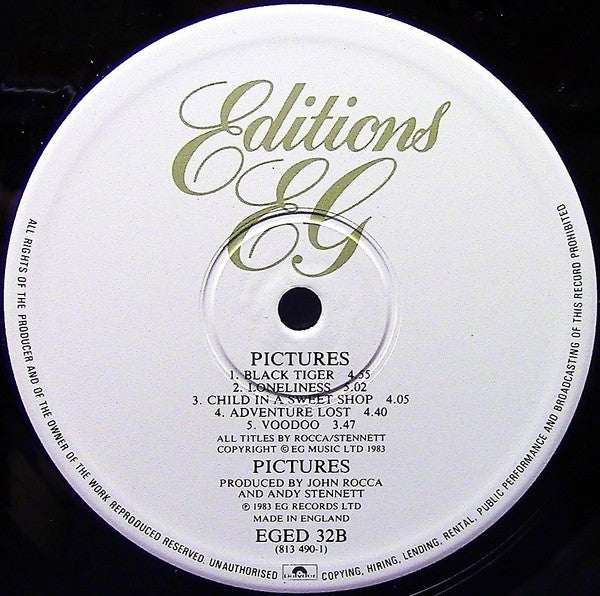 Editions
EG
PICTURES
1. BLACK TIGER 4.55
2. LONELINESS 5.02
3. CHILD IN A SWEET SHOP 4.05
4. ADVENTURE LOST 4.40
5. VOODOO 3.47
ALL TITLES BY ROCCA/STENNETT
COPYRIGHT © EG MUSIC LTD 1983
PICTURES
PRODUCED BY JOHN ROCCA
AND ANDY STENNETT
℗ 1983 EG RECORDS LTD
MADE IN ENGLAND
EGED 32B
(813 490-1)
ALL RIGHTS OF THE PRODUCER AND OF THE OWNER OF THE WORK REPRODUCED RESERVED. UNAUTHORISED polydor COPYING, HIRING, LENDING, RENTAL, PUBLIC PERFORMANCE AND BROADCASTING OF THIS RECORD PROHIBITED